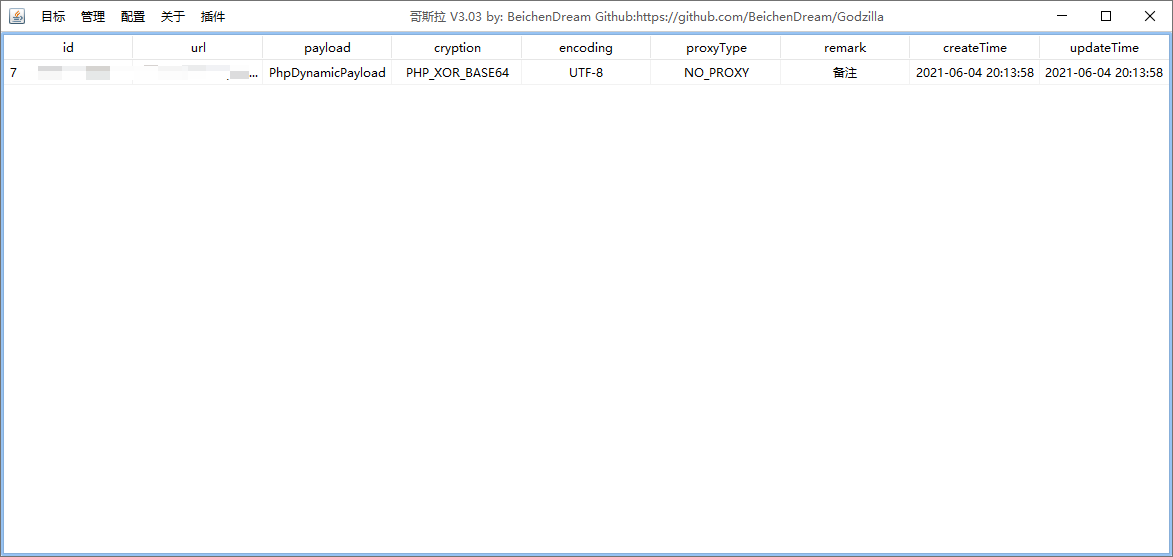 目标 管理 配置 关于 插件 哥斯拉 V3.03 by: BeichenDream Github:https://github.com/BeichenDream/Godzilla
id url payload cryption encoding proxyType remark createTime updateTime
7 ... PhpDynamicPayload PHP_XOR_BASE64 UTF-8 NO_PROXY 备注 2021-06-04 20:13:58 2021-06-04 20:13:58